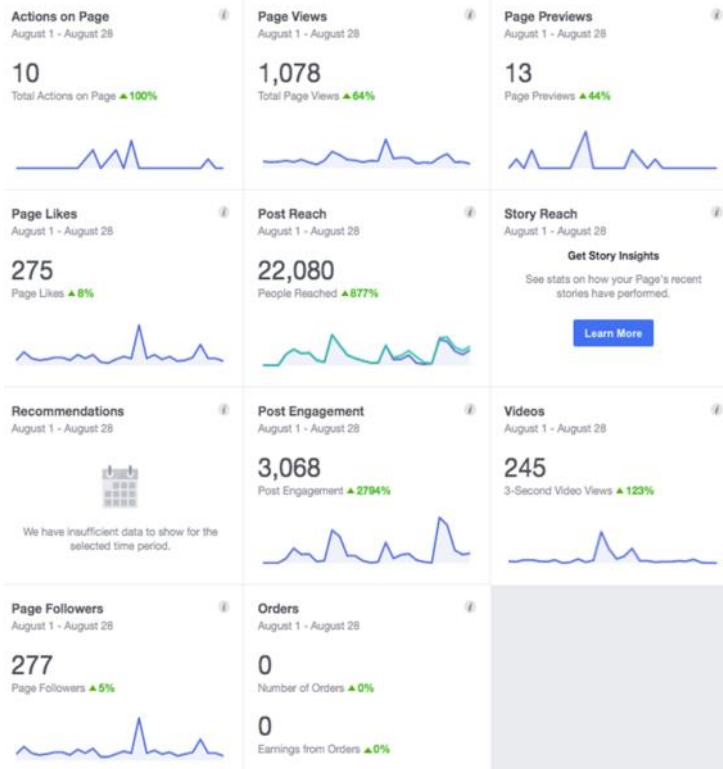 Actions on Page
August 1 - August 28
10
Total Actions on Page ▲100%
Page Views
August 1 - August 28
1,078
Total Page Views ▲64%
Page Previews
August 1 - August 28
13
Page Previews ▲44%
Page Likes
August 1 - August 28
275
Page Likes ▲8%
Post Reach
August 1 - August 28
22,080
People Reached ▲877%
Story Reach
August 1 - August 28
Get Story Insights
See stats on how your Page's recent
stories have performed.
Learn More
Recommendations
August 1 - August 28
We have insufficient data to show for the
selected time period.
Post Engagement
August 1 - August 28
3,068
Post Engagement ▲2794%
Videos
August 1 - August 28
245
3-Second Video Views ▲123%
Page Followers
August 1 - August 28
277
Page Followers ▲5%
Orders
August 1 - August 28
0
Number of Orders ▲0%
0
Earnings from Orders ▲0%